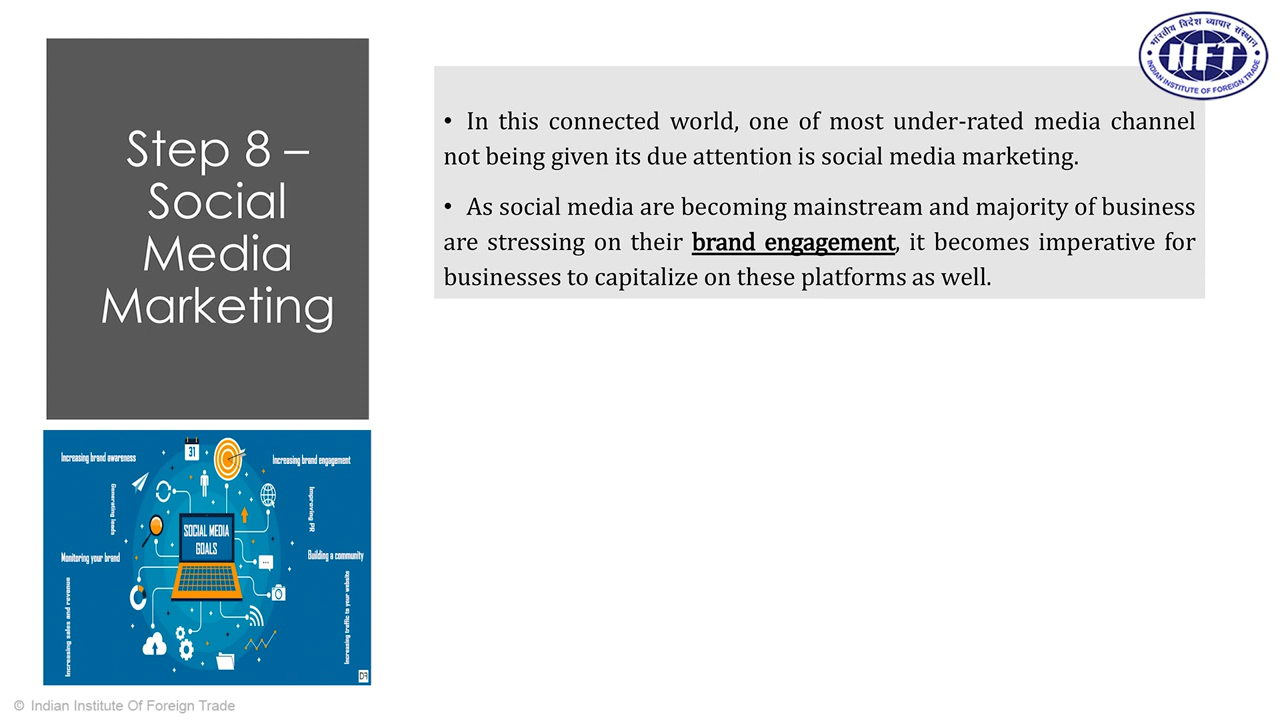 Step 8 –
Social
Media
Marketing
भारतीय विदेश व्यापार संस्थान
IIFT
INDIAN INSTITUTE OF FOREIGN TRADE
• In this connected world, one of most under-rated media channel
not being given its due attention is social media marketing.
• As social media are becoming mainstream and majority of business
are stressing on their brand engagement, it becomes imperative for
businesses to capitalize on these platforms as well.
Increasing brand awareness
31
Increasing brand engagement
Generating leads
Improving PR
SOCIAL MEDIA
GOALS
Monitoring your brand
Building a community
Increasing sales and revenue
Increasing traffic to your website
© Indian Institute Of Foreign Trade